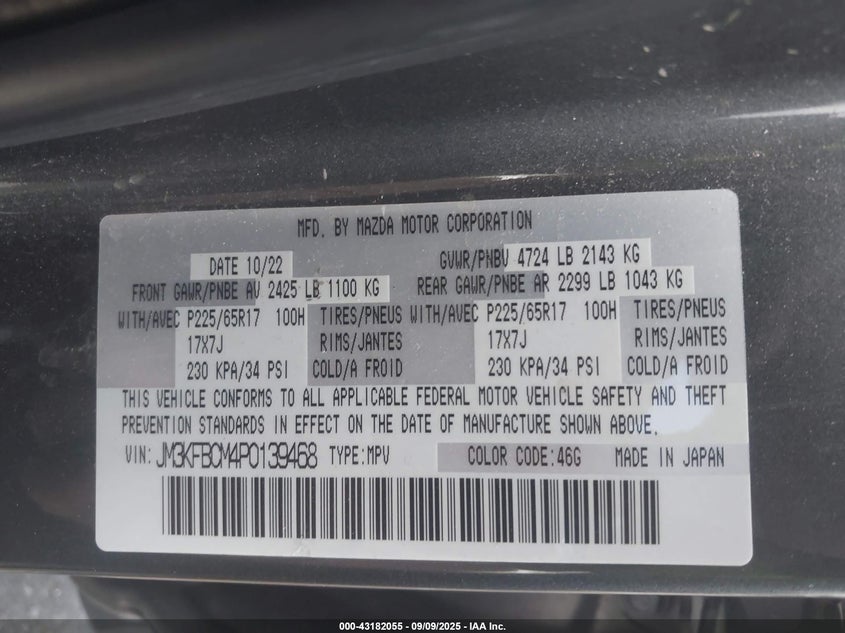 MFD. BY MAZDA MOTOR CORPORATION
DATE 10/22 GVWR/PNBV 4724 LB 2143 KG
FRONT GAWR/PNBE AV 2425 LB 1100 KG REAR GAWR/PNBE AR 2299 LB 1043 KG
WITH/AVEC P225/65R17 100H TIRES/PNEUS WITH/AVEC P225/65R17 100H TIRES/PNEUS
17X7J RIMS/JANTES 17X7J RIMS/JANTES
230 KPA/34 PSI COLD/A FROID 230 KPA/34 PSI COLD/A FROID
THIS VEHICLE CONFORMS TO ALL APPLICABLE FEDERAL MOTOR VEHICLE SAFETY AND THEFT
PREVENTION STANDARDS IN EFFECT ON THE DATE OF MANUFACTURE SHOWN ABOVE.
VIN: JM3KFBCM4P0139468 TYPE:MPV COLOR CODE:46G MADE IN JAPAN
000-43182055 - 09/09/2025 - IAA Inc.